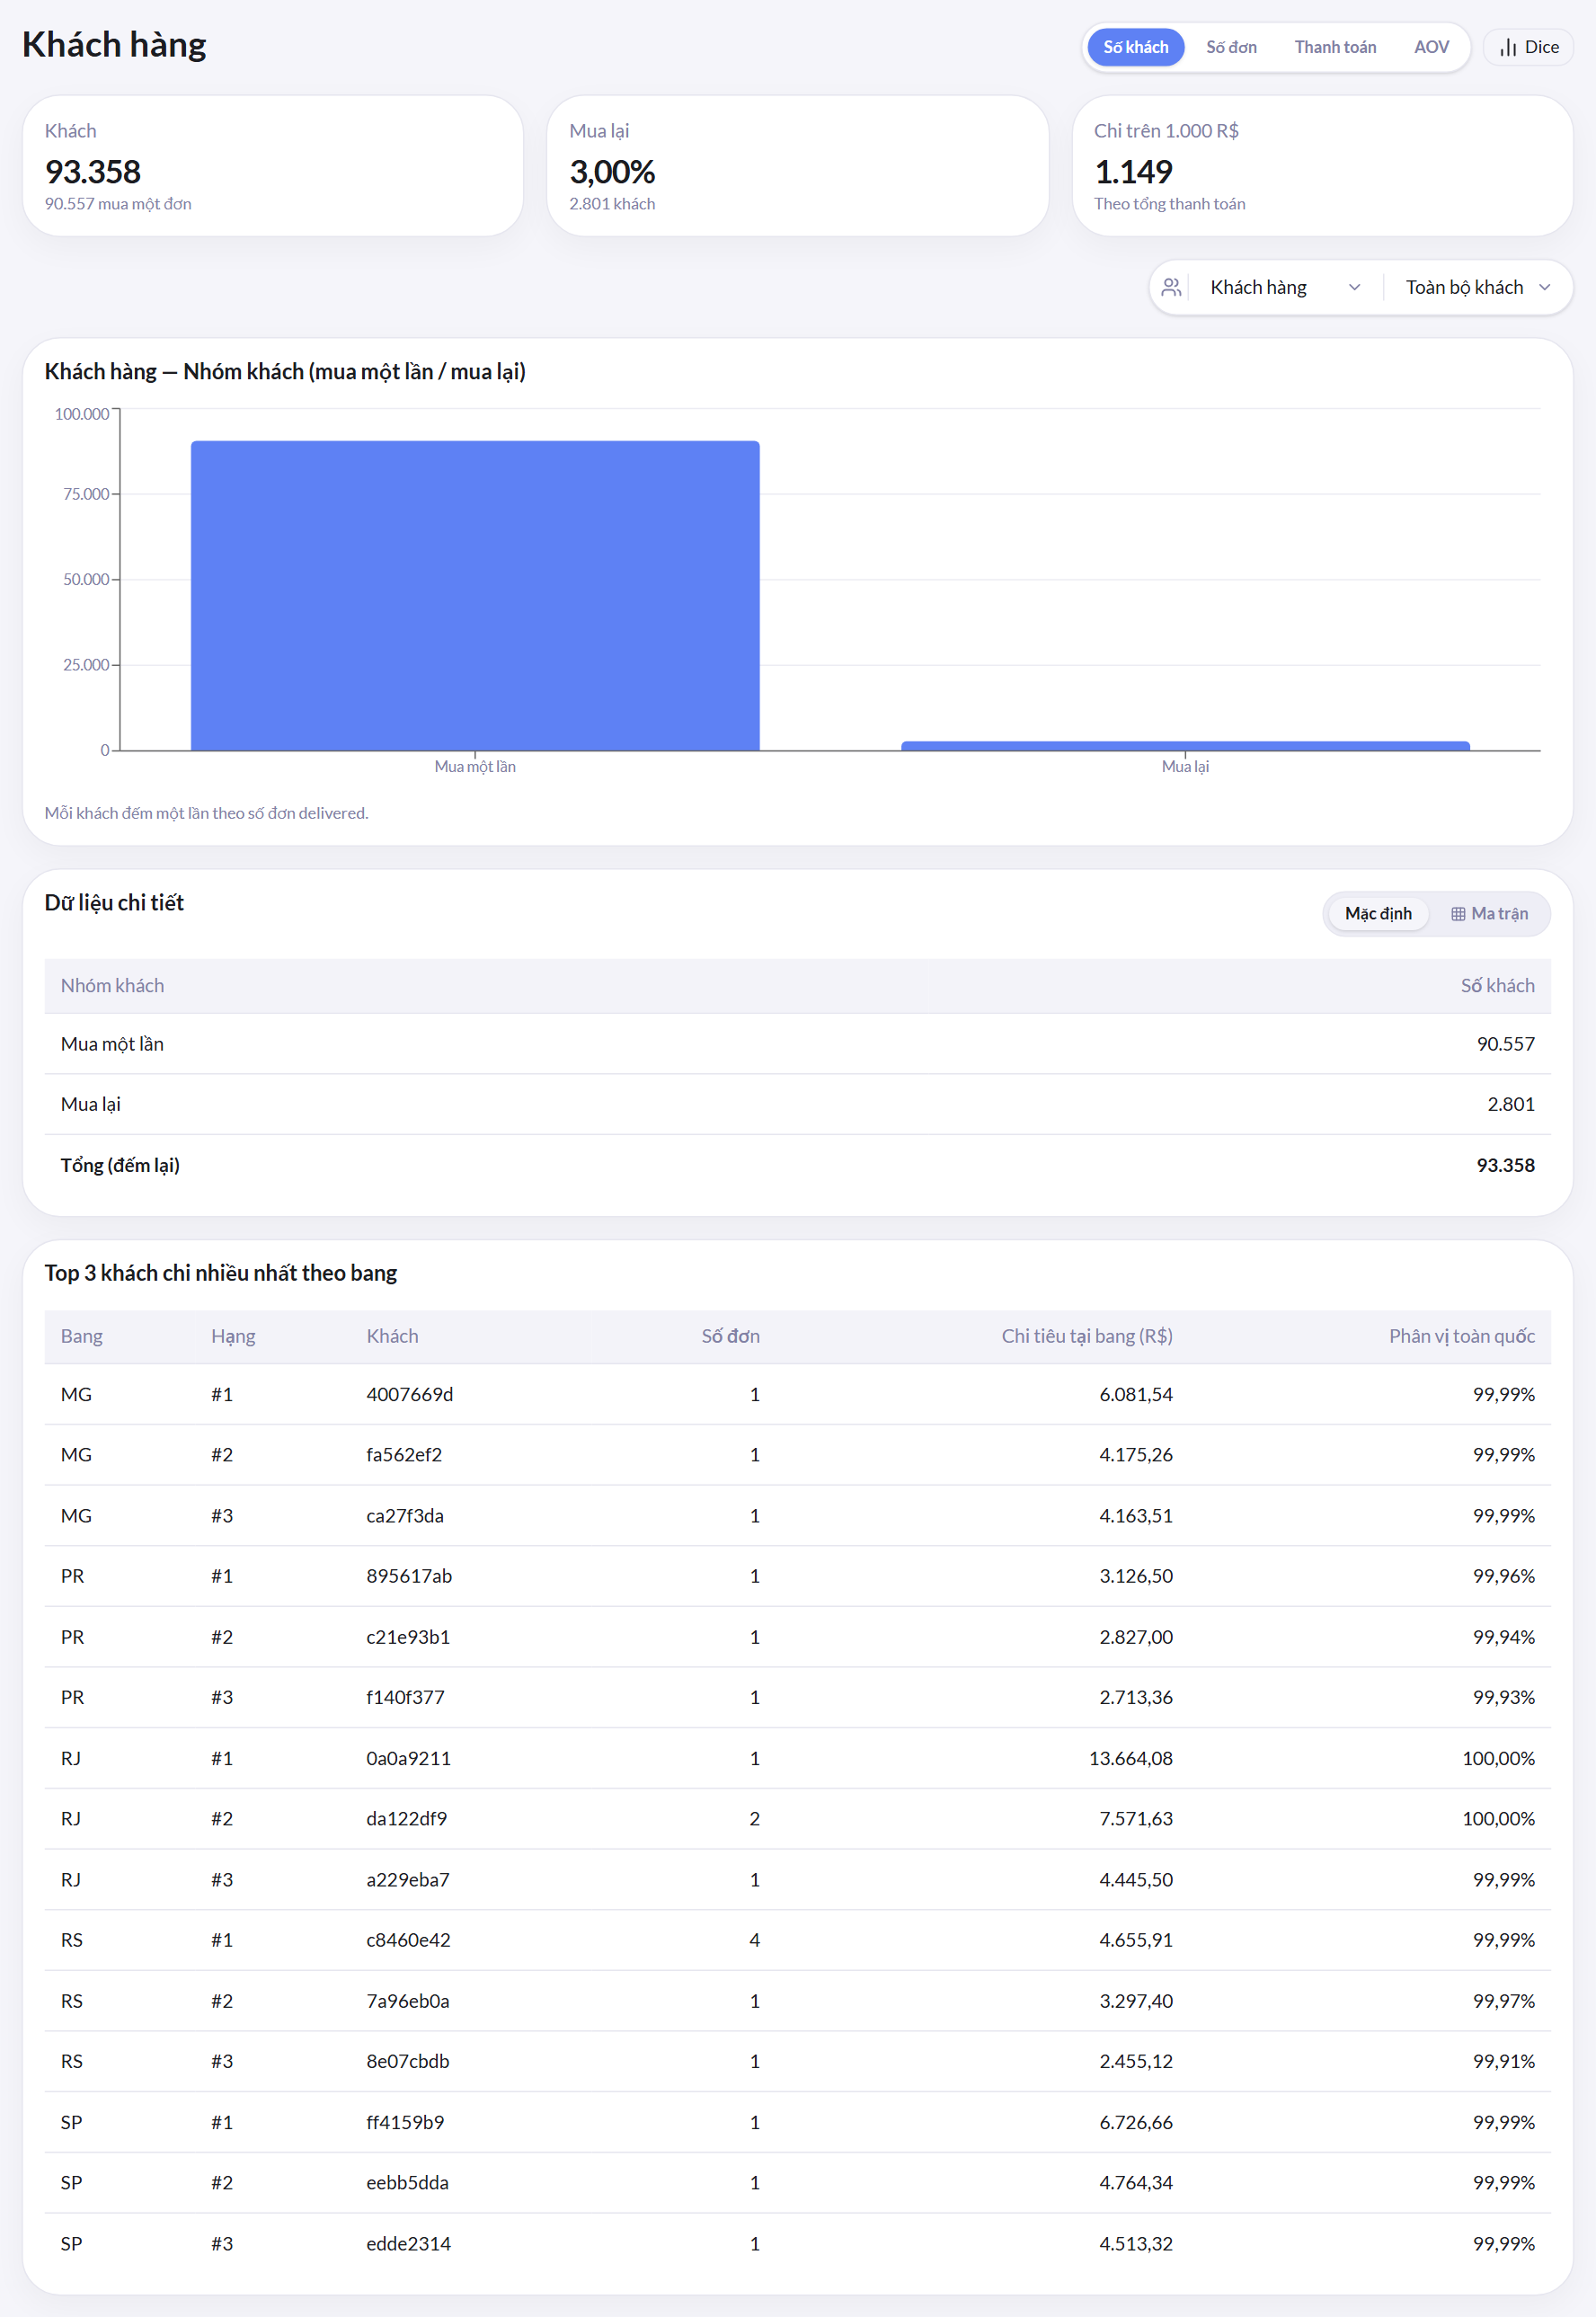 Khách hàng
Số khách Số đơn Thanh toán AOV Dice
Khách
93.358
90.557 mua một đơn
Mua lại
3,00%
2.801 khách
Chi trên 1.000 R$
1.149
Theo tổng thanh toán
Khách hàng Toàn bộ khách
Khách hàng — Nhóm khách (mua một lần / mua lại)
100.000
75.000
50.000
25.000
0
Mua một lần Mua lại
Mỗi khách đếm một lần theo số đơn delivered.
Dữ liệu chi tiết
Mặc định Ma trận
Nhóm khách Số khách
Mua một lần 90.557
Mua lại 2.801
Tổng (đếm lại) 93.358
Top 3 khách chi nhiều nhất theo bang
Bang Hạng Khách Số đơn Chi tiêu tại bang (R$) Phân vị toàn quốc
MG #1 4007669d 1 6.081,54 99,99%
MG #2 fa562ef2 1 4.175,26 99,99%
MG #3 ca27f3da 1 4.163,51 99,99%
PR #1 895617ab 1 3.126,50 99,96%
PR #2 c21e93b1 1 2.827,00 99,94%
PR #3 f140f377 1 2.713,36 99,93%
RJ #1 0a0a9211 1 13.664,08 100,00%
RJ #2 da122df9 2 7.571,63 100,00%
RJ #3 a229eba7 1 4.445,50 99,99%
RS #1 c8460e42 4 4.655,91 99,99%
RS #2 7a96eb0a 1 3.297,40 99,97%
RS #3 8e07cbdb 1 2.455,12 99,91%
SP #1 ff4159b9 1 6.726,66 99,99%
SP #2 eebb5dda 1 4.764,34 99,99%
SP #3 edde2314 1 4.513,32 99,99%